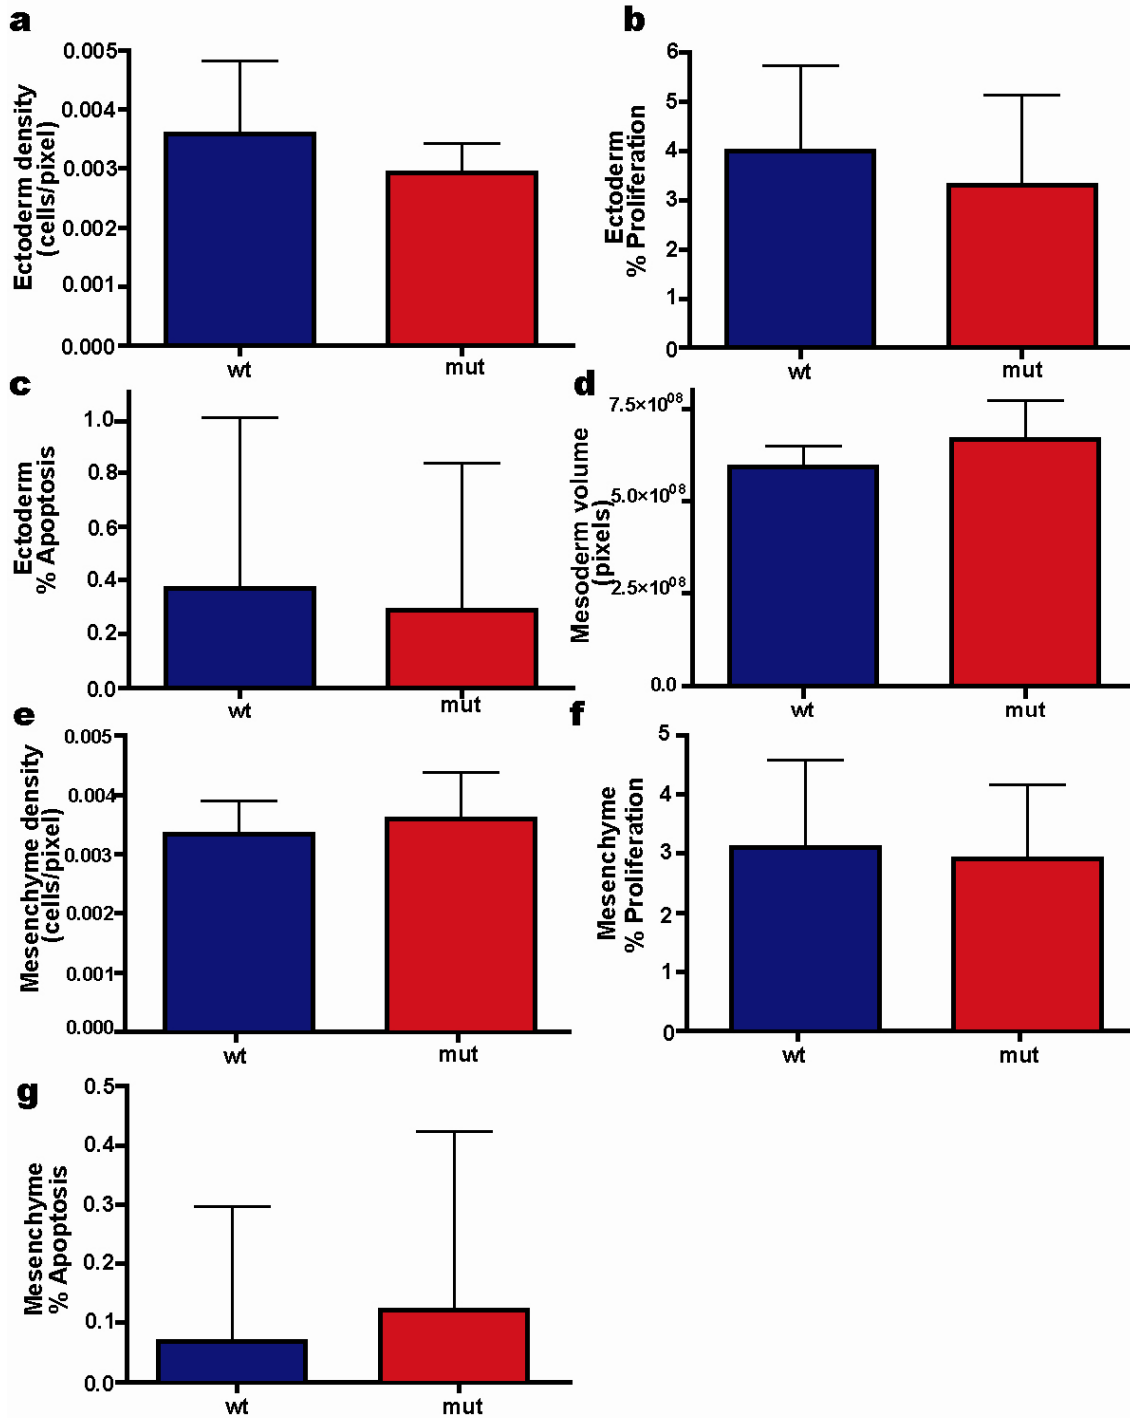 a
Ectoderm density
(cells/pixel)
0.005
0.004
0.003
0.002
0.001
0.000
wt
mut
b
Ectoderm
% Proliferation
6
5
4
3
2
1
0
wt
mut
c
Ectoderm
% Apoptosis
1.0
0.8
0.6
0.4
0.2
0.0
wt
mut
d
Mesoderm volume
(pixels)
7.5×10⁰⁸
5.0×10⁰⁸
2.5×10⁰⁸
0.0
wt
mut
e
Mesenchyme density
(cells/pixel)
0.005
0.004
0.003
0.002
0.001
0.000
wt
mut
f
Mesenchyme
% Proliferation
5
4
3
2
1
0
wt
mut
g
Mesenchyme
% Apoptosis
0.5
0.4
0.3
0.2
0.1
0.0
wt
mut